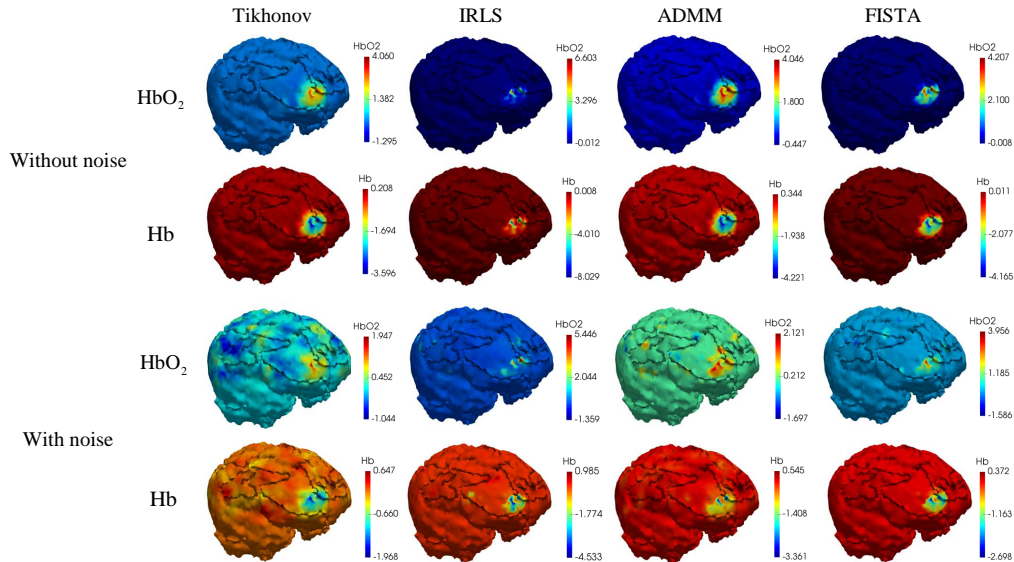 Tikhonov IRLS ADMM FISTA
HbO2 HbO2 HbO2 HbO2
4.060 6.603 4.046 4.207
HbO₂
1.382 3.296 1.800 2.100
-1.295 -0.012 -0.447 -0.008
Without noise
Hb Hb Hb Hb
0.208 0.008 0.344 0.011
Hb
-1.694 -4.010 -1.938 -2.077
-3.596 -8.029 -4.221 -4.165
HbO2 HbO2 HbO2 HbO2
1.947 5.446 2.121 3.956
HbO₂
0.452 2.044 0.212 1.185
-1.044 -1.359 -1.697 -1.586
With noise
Hb Hb Hb Hb
0.647 0.985 0.545 0.372
Hb
-0.660 -1.774 -1.408 -1.163
-1.968 -4.533 -3.361 -2.698